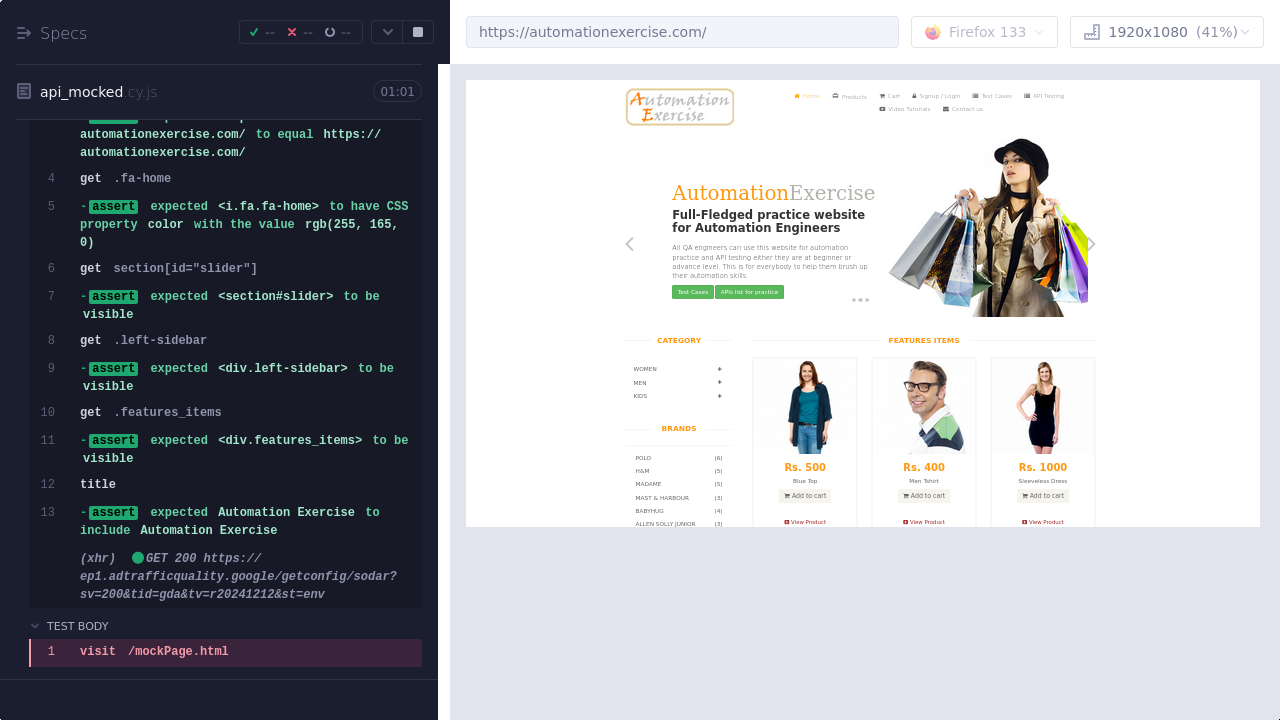 Specs
--
--
--
api_mocked.cy.js
01:01
automationexercise.com/ to equal https://
automationexercise.com/
4 get .fa-home
5 -assert expected <i.fa.fa-home> to have CSS
property color with the value rgb(255, 165,
0)
6 get section[id="slider"]
7 -assert expected <section#slider> to be
visible
8 get .left-sidebar
9 -assert expected <div.left-sidebar> to be
visible
10 get .features_items
11 -assert expected <div.features_items> to be
visible
12 title
13 -assert expected Automation Exercise to
include Automation Exercise
(xhr) GET 200 https://
ep1.adtrafficquality.google/getconfig/sodar?
sv=200&tid=gda&tv=r20241212&st=env
TEST BODY
1 visit /mockPage.html
https://automationexercise.com/
Firefox 133
1920x1080 (41%)
Automation
Exercise
Home
Products
Cart
Signup / Login
Test Cases
API Testing
Video Tutorials
Contact us
AutomationExercise
Full-Fledged practice website
for Automation Engineers
All QA engineers can use this website for automation
practice and API testing either they are at beginner or
advance level. This is for everybody to help them brush up
their automation skills.
Test Cases
APIs list for practice
CATEGORY
WOMEN
MEN
KIDS
BRANDS
POLO (6)
H&M (5)
MADAME (5)
MAST & HARBOUR (3)
BABYHUG (4)
ALLEN SOLLY JUNIOR (3)
FEATURES ITEMS
Rs. 500
Blue Top
Add to cart
View Product
Rs. 400
Men Tshirt
Add to cart
View Product
Rs. 1000
Sleeveless Dress
Add to cart
View Product